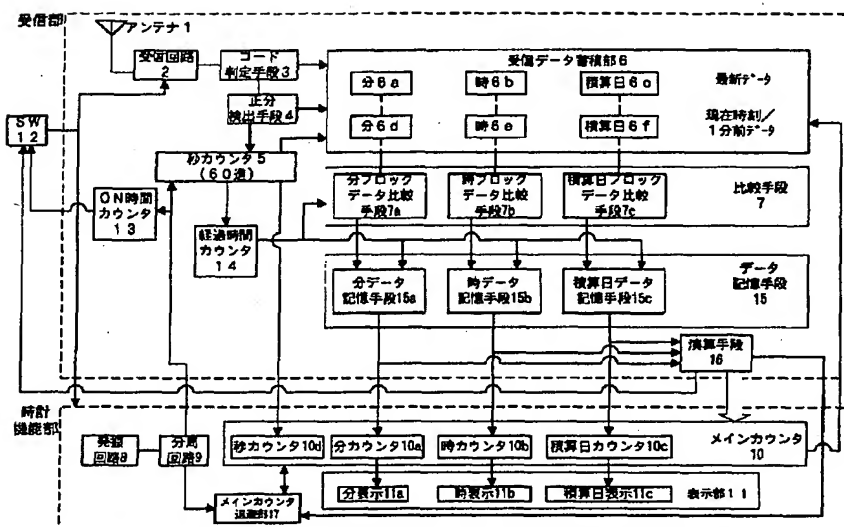 受信部
アンテナ1
受信回路
2
コード
判定手段3
正分
検出手段4
SW
12
秒カウンタ5
(60進)
ON時間
カウンタ
13
経過時間
カウンタ
14
受信データ蓄積部6
分6a
時6b
積算日6c
最新データ
分6d
時6e
積算日6f
現在時刻/
1分前データ
分ブロック
データ比較
手段7a
時ブロック
データ比較
手段7b
積算日ブロック
データ比較
手段7c
比較手段
7
分データ
記憶手段15a
時データ
記憶手段15b
積算日データ
記憶手段15c
データ
記憶手段
15
演算手段
16
時計
機能部
発振
回路8
分周
回路9
秒カウンタ10d
分カウンタ10a
時カウンタ10b
積算日カウンタ10c
メインカウンタ
10
分表示11a
時表示11b
積算日表示11c
表示部11
メインカウンタ
17